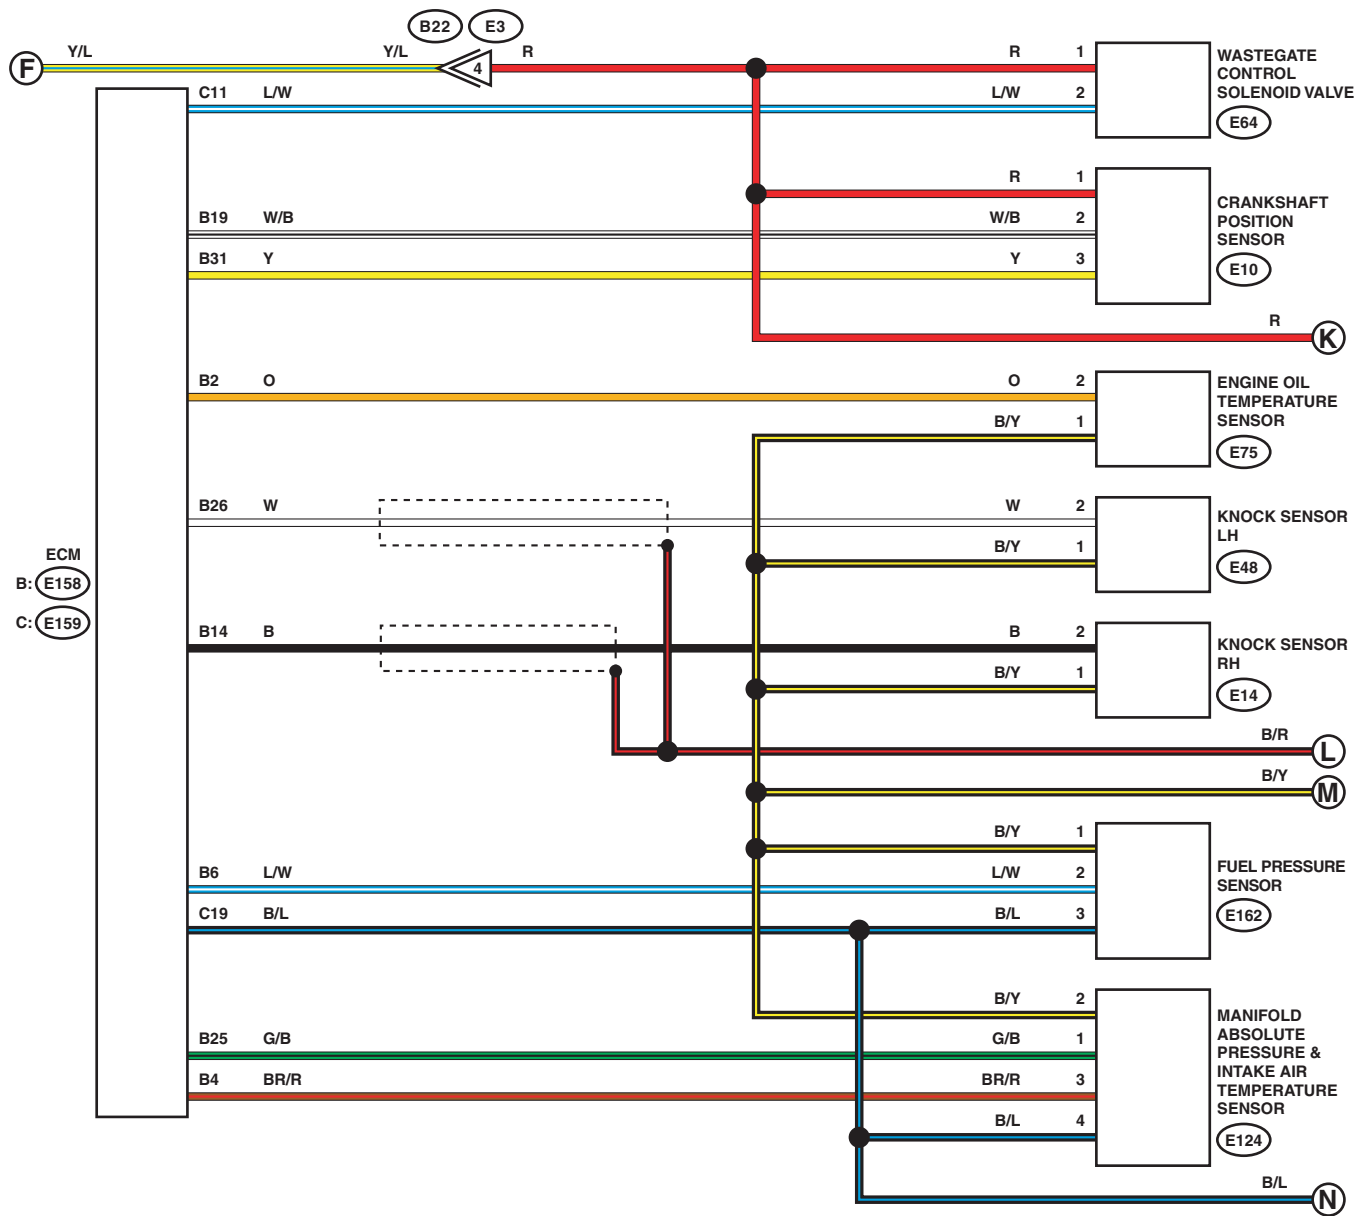 B22 E3
F Y/L Y/L 4 R R 1
WASTEGATE
CONTROL
SOLENOID VALVE
E64
C11 L/W L/W 2
R 1
B19 W/B W/B 2
B31 Y Y 3
CRANKSHAFT
POSITION
SENSOR
E10
R K
B2 O O 2
B/Y 1
ENGINE OIL
TEMPERATURE
SENSOR
E75
B26 W W 2
B/Y 1
KNOCK SENSOR
LH
E48
ECM
B: E158
C: E159
B14 B B 2
B/Y 1
KNOCK SENSOR
RH
E14
B/R L
B/Y M
B/Y 1
B6 L/W L/W 2
C19 B/L B/L 3
FUEL PRESSURE
SENSOR
E162
B/Y 2
B25 G/B G/B 1
B4 BR/R BR/R 3
B/L 4
MANIFOLD
ABSOLUTE
PRESSURE &
INTAKE AIR
TEMPERATURE
SENSOR
E124
B/L N